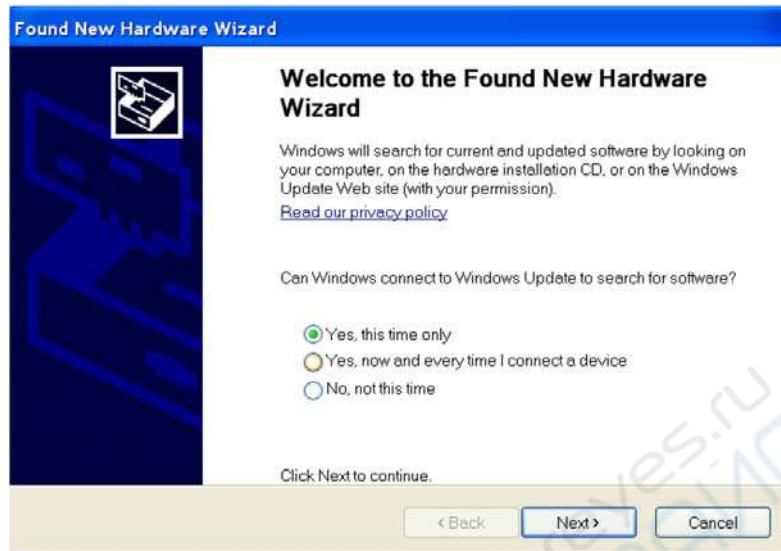 Found New Hardware Wizard
Welcome to the Found New Hardware
Wizard
Windows will search for current and updated software by looking on
your computer, on the hardware installation CD, or on the Windows
Update Web site (with your permission).
Read our privacy policy
Can Windows connect to Windows Update to search for software?
Yes, this time only
Yes, now and every time I connect a device
No, not this time
Click Next to continue.
< Back
Next >
Cancel